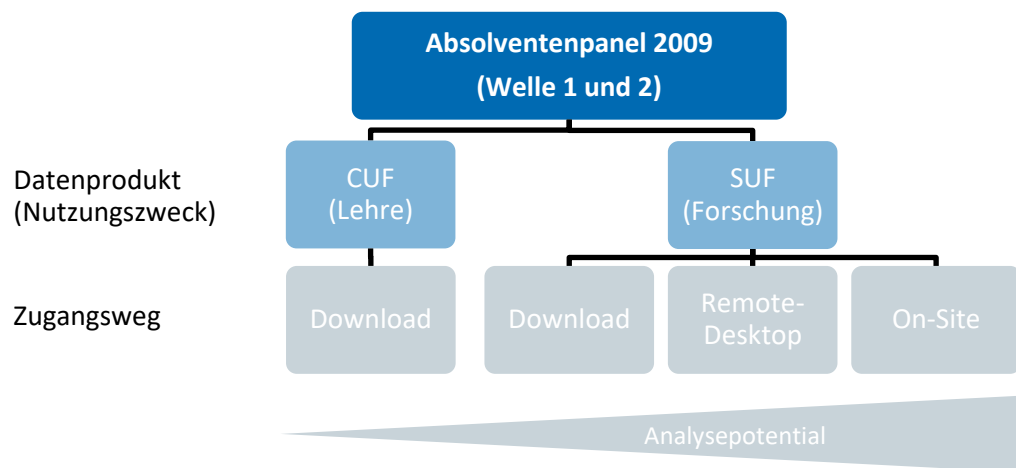 Absolventenpanel 2009
(Welle 1 und 2)
Datenprodukt
(Nutzungszweck)
CUF
(Lehre)
SUF
(Forschung)
Zugangsweg
Download
Download
Remote-
Desktop
On-Site
Analysepotential